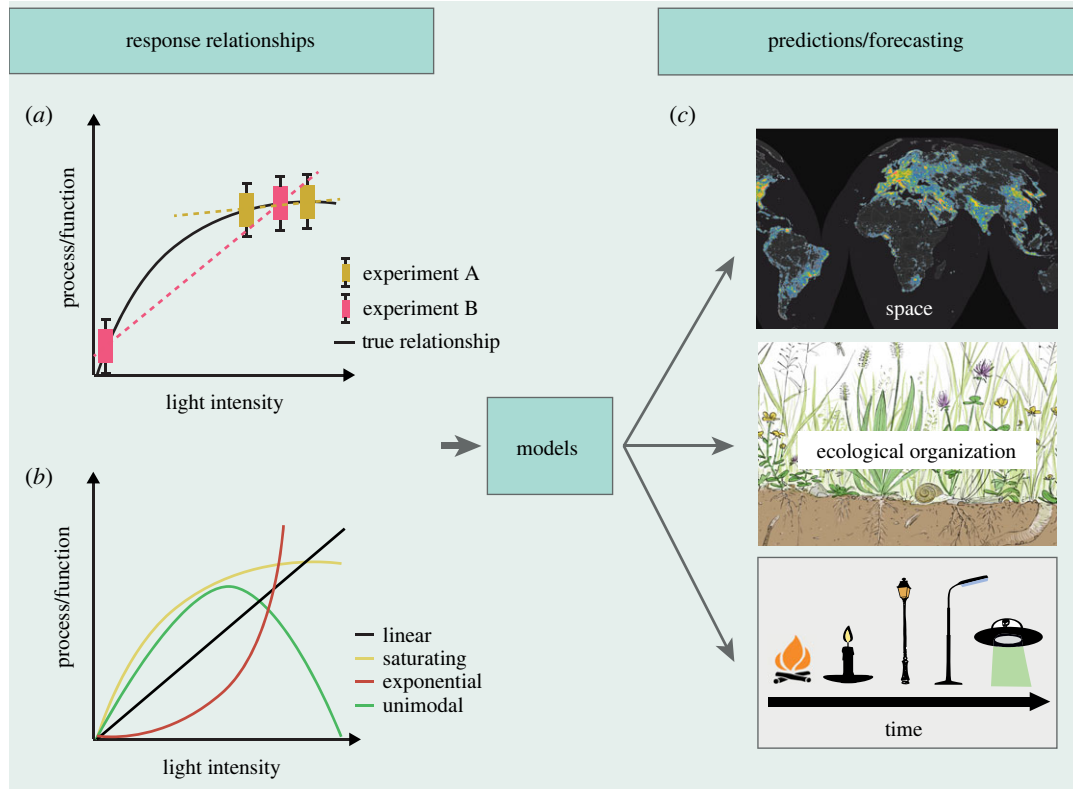 response relationships
predictions/forecasting
(a)
process/function
experiment A
experiment B
true relationship
light intensity
(b)
process/function
linear
saturating
exponential
unimodal
light intensity
models
(c)
space
ecological organization
time